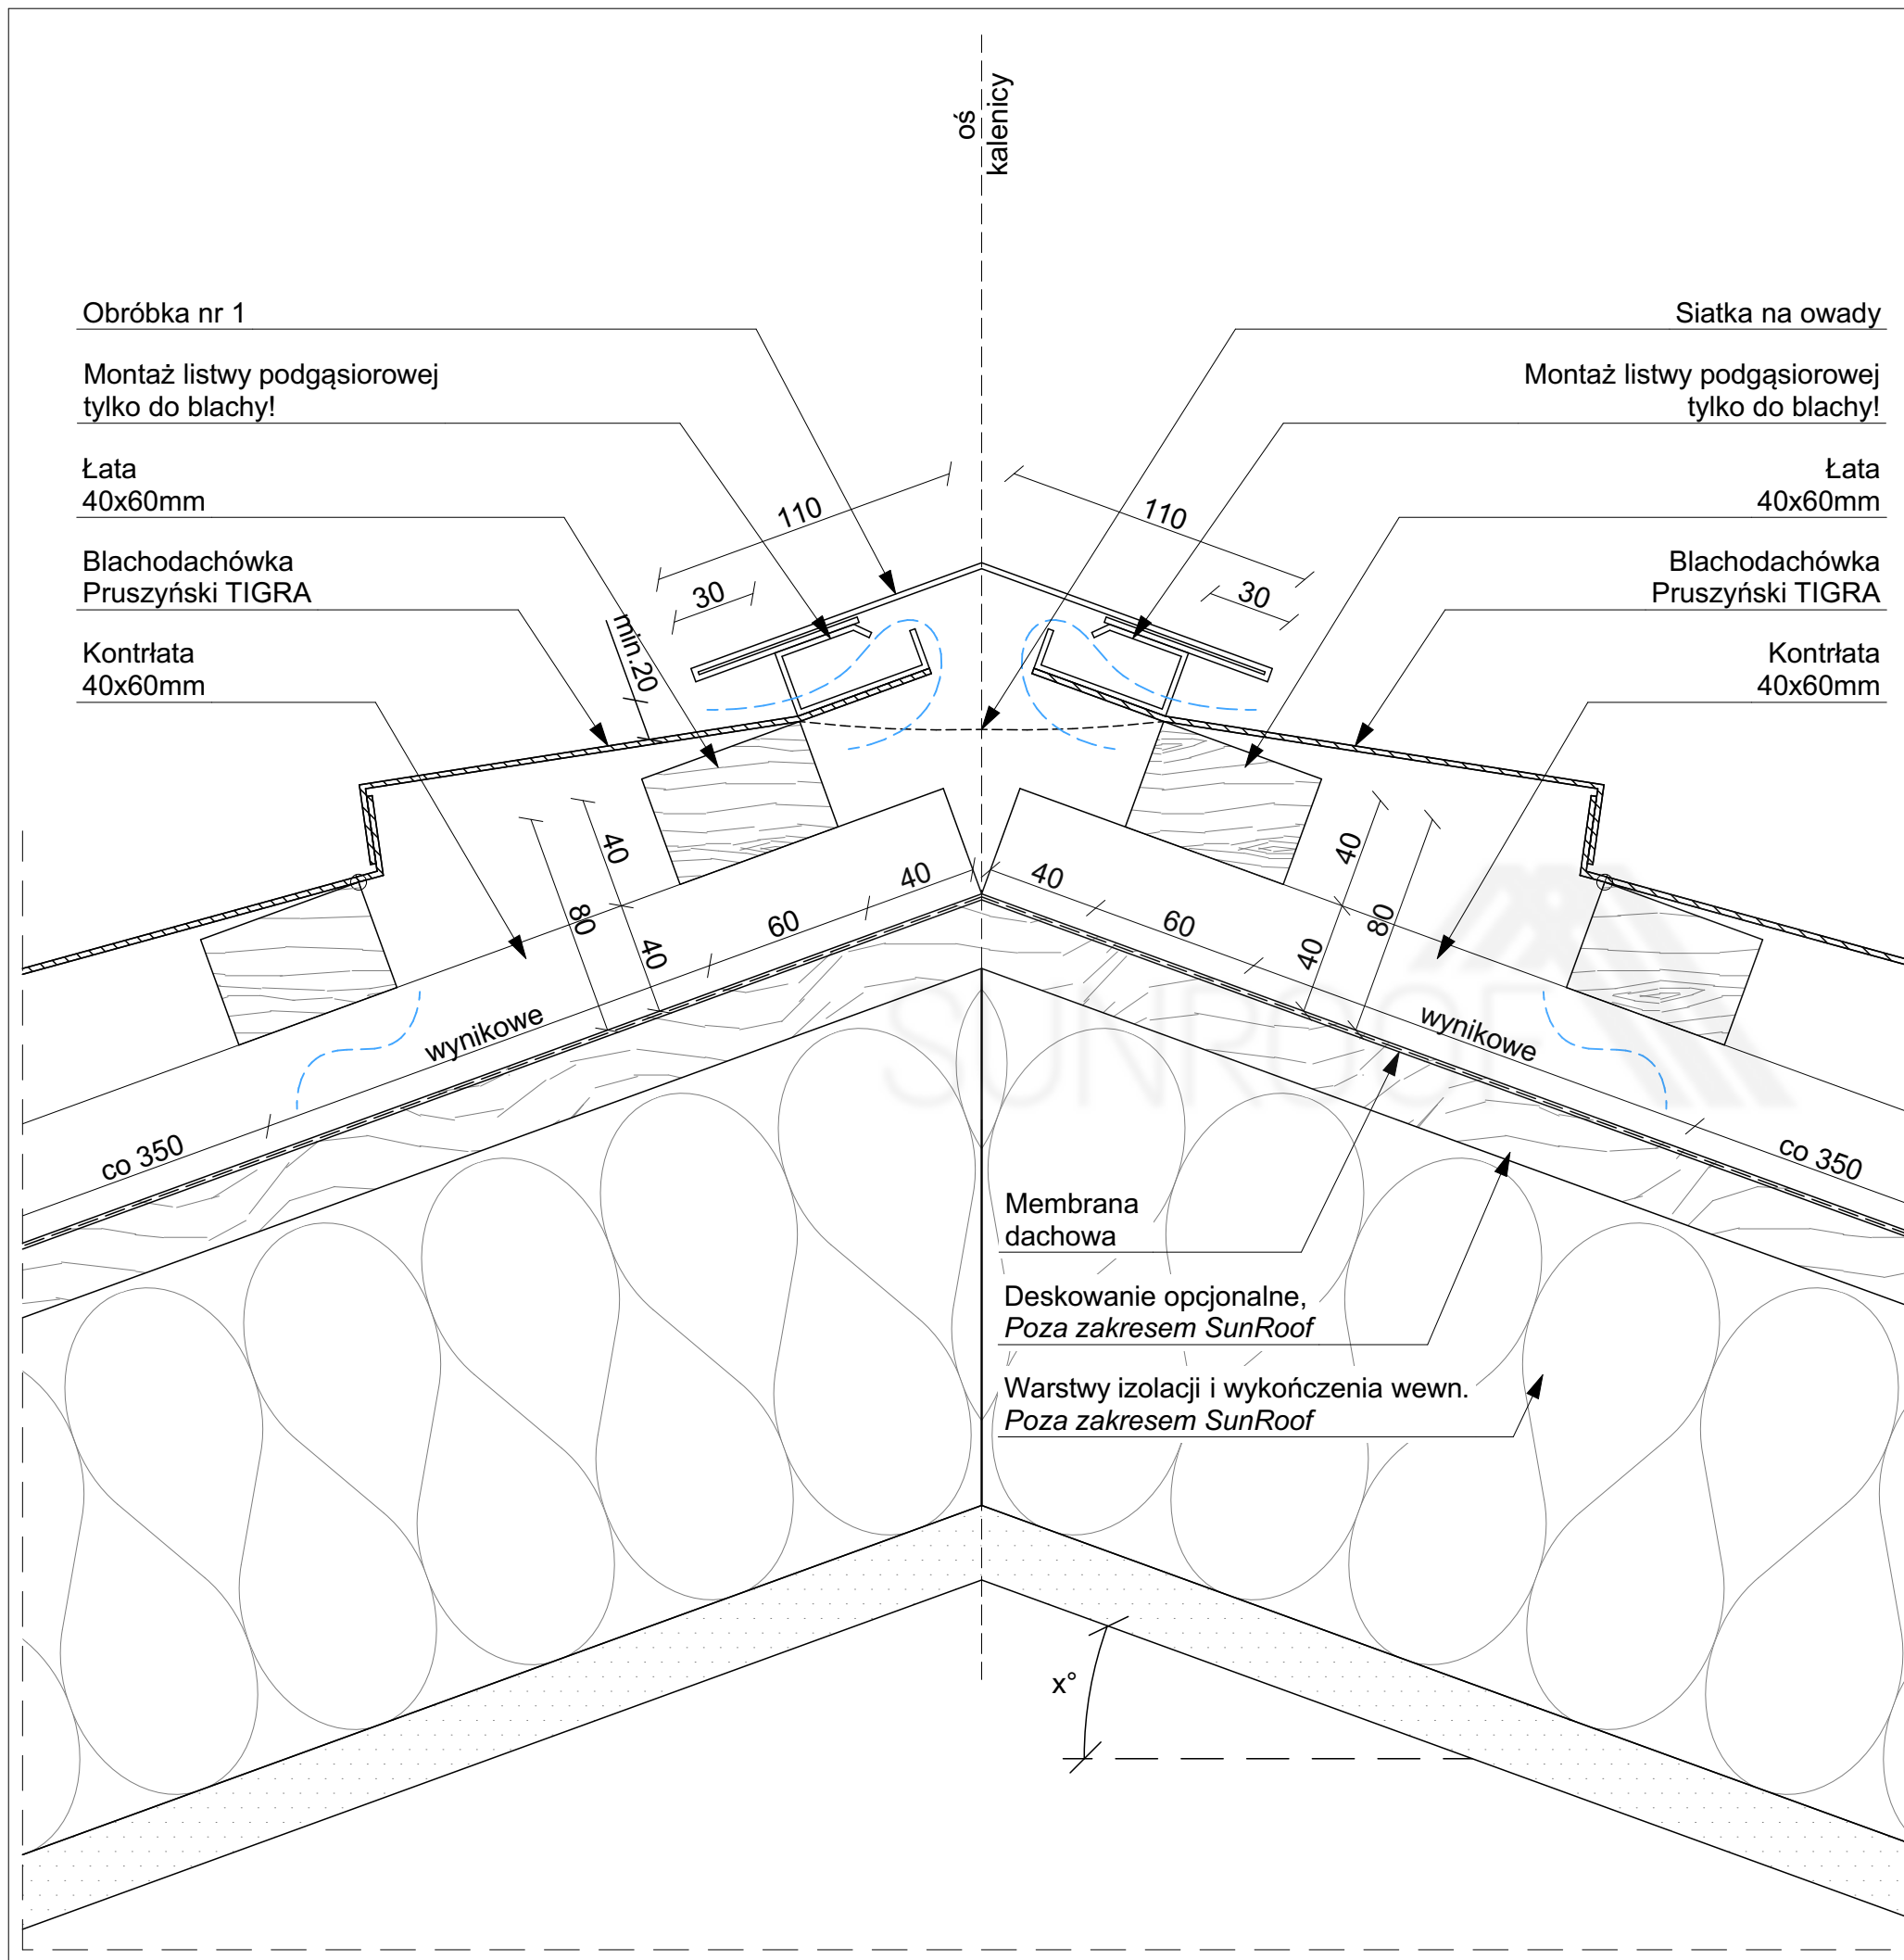 oś
kalenicy
Obróbka nr 1
Siatka na owady
Montaż listwy podgąsiorowej
tylko do blachy!
Montaż listwy podgąsiorowej
tylko do blachy!
Łata
40x60mm
Łata
40x60mm
110
110
Blachodachówka
Pruszyński TIGRA
Blachodachówka
Pruszyński TIGRA
30
30
min.20
Kontrłata
40x60mm
Kontrłata
40x60mm
40
80
40
40
60
wynikowe
co 350
40
60
40
80
40
wynikowe
co 350
SUNROOF
Membrana
dachowa
Deskowanie opcjonalne,
Poza zakresem SunRoof
Warstwy izolacji i wykończenia wewn.
Poza zakresem SunRoof
x°